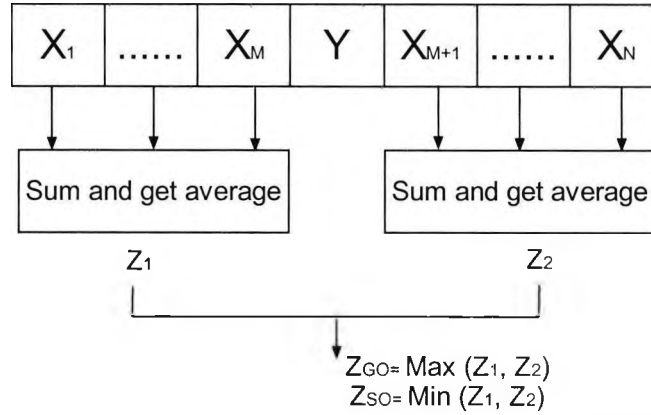 X1 ...... XM Y XM+1 ...... XN
Sum and get average Sum and get average
Z1 Z2
ZGO= Max (Z1, Z2)
ZSO= Min (Z1, Z2)